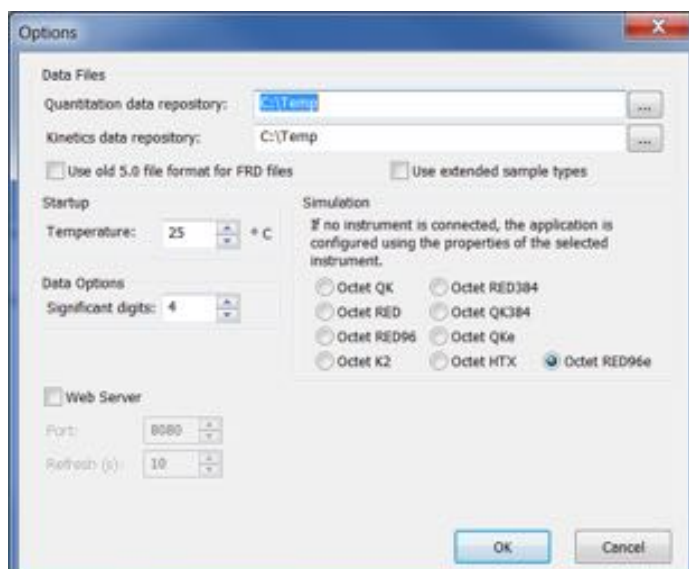 Options
Data Files
Quantitation data repository: C:\Temp ...
Kinetics data repository: C:\Temp ...
Use old 5.0 file format for FRD files Use extended sample types
Startup
Temperature: 25 ° C
Data Options
Significant digits: 4
Simulation
If no instrument is connected, the application is
configured using the properties of the selected
instrument.
Octet QK Octet RED384
Octet RED Octet QK384
Octet RED96 Octet QKe
Octet K2 Octet HTX Octet RED96e
Web Server
Port: 8080
Refresh (s): 10
OK Cancel